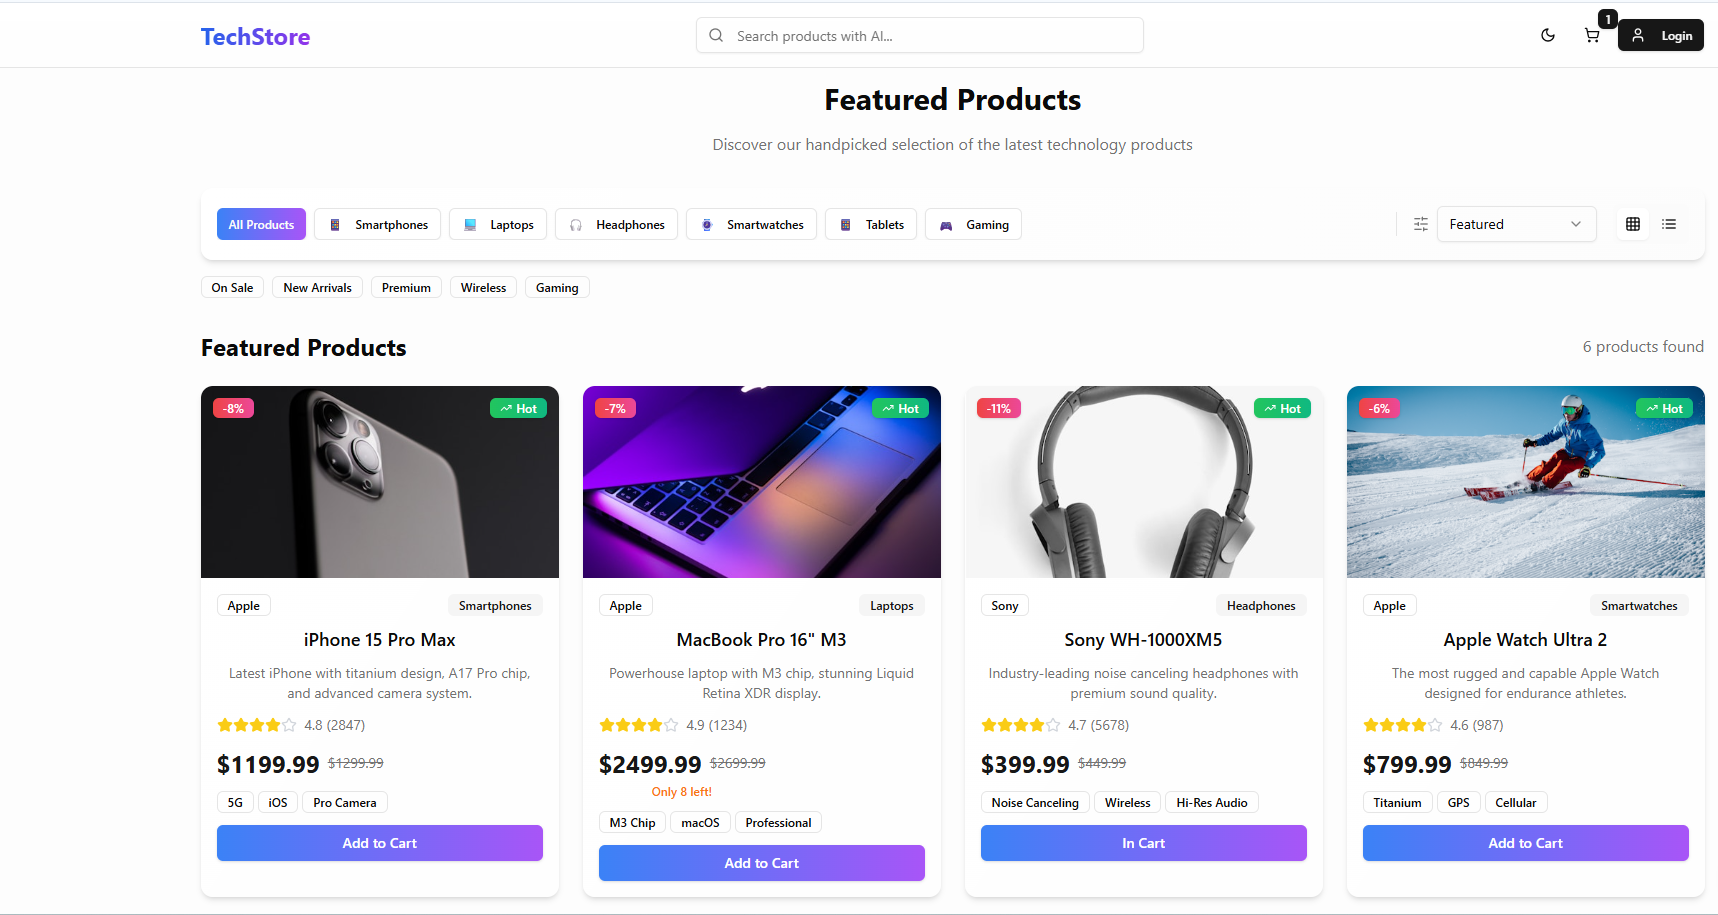 TechStore
Search products with AI...
1
Login
Featured Products
Discover our handpicked selection of the latest technology products
All Products
Smartphones
Laptops
Headphones
Smartwatches
Tablets
Gaming
Featured
On Sale
New Arrivals
Premium
Wireless
Gaming
Featured Products
6 products found
-8%
Hot
Apple
Smartphones
iPhone 15 Pro Max
Latest iPhone with titanium design, A17 Pro chip,
and advanced camera system.
4.8 (2847)
$1199.99 $1299.99
5G
iOS
Pro Camera
Add to Cart
-7%
Hot
Apple
Laptops
MacBook Pro 16" M3
Powerhouse laptop with M3 chip, stunning Liquid
Retina XDR display.
4.9 (1234)
$2499.99 $2699.99
Only 8 left!
M3 Chip
macOS
Professional
Add to Cart
-11%
Hot
Sony
Headphones
Sony WH-1000XM5
Industry-leading noise canceling headphones with
premium sound quality.
4.7 (5678)
$399.99 $449.99
Noise Canceling
Wireless
Hi-Res Audio
In Cart
-6%
Hot
Apple
Smartwatches
Apple Watch Ultra 2
The most rugged and capable Apple Watch
designed for endurance athletes.
4.6 (987)
$799.99 $849.99
Titanium
GPS
Cellular
Add to Cart